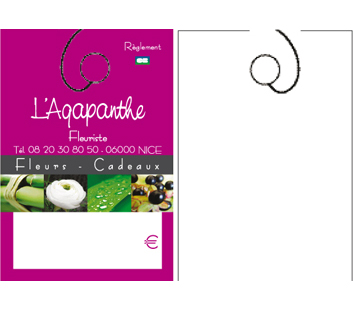 Règlement
CB
L'Agapanthe
Fleuriste
Tél. 08 20 30 80 50 - 06000 NICE
Fleurs - Cadeaux
€